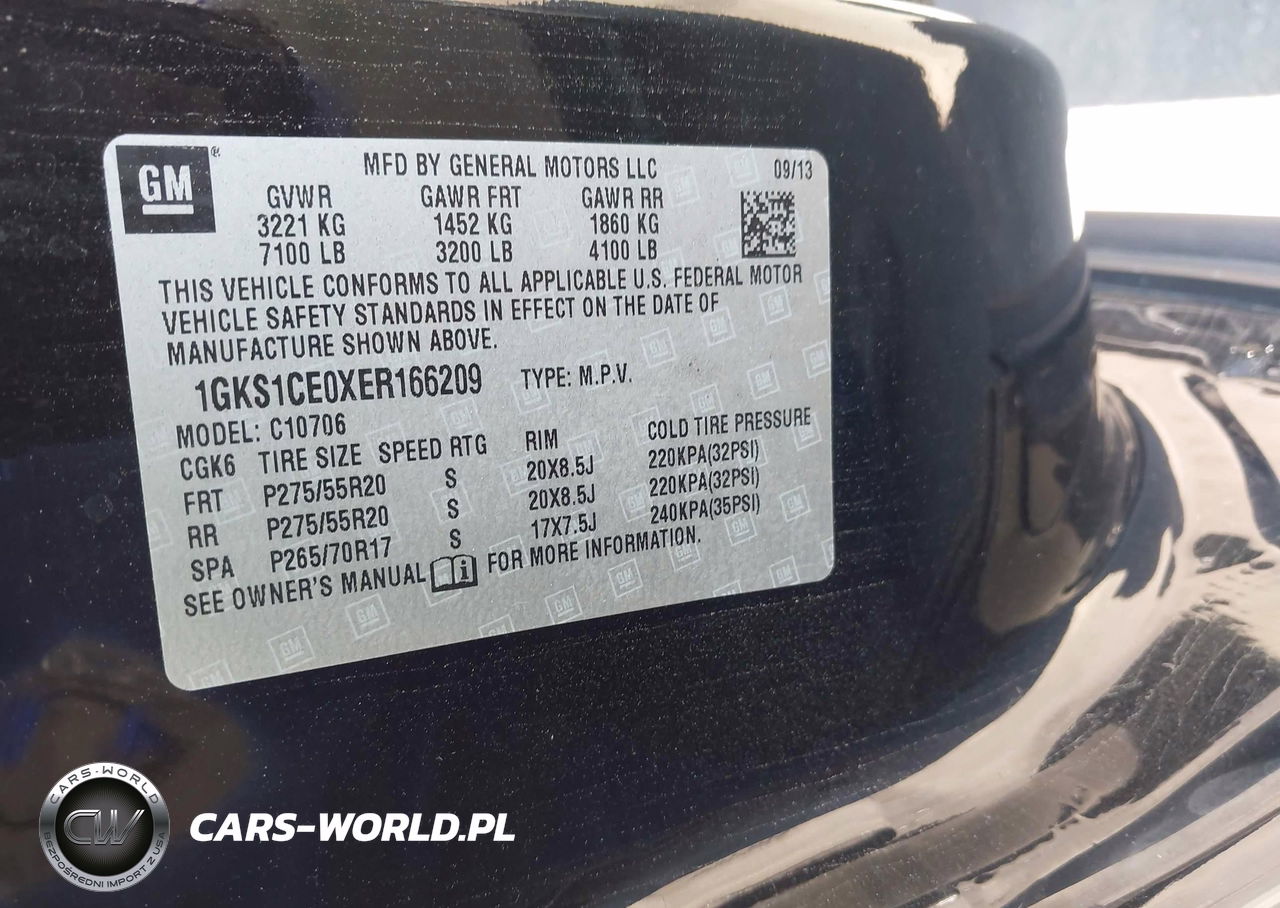 GM
MFD BY GENERAL MOTORS LLC 09/13
GVWR GAWR FRT GAWR RR
3221 KG 1452 KG 1860 KG
7100 LB 3200 LB 4100 LB
THIS VEHICLE CONFORMS TO ALL APPLICABLE U.S. FEDERAL MOTOR
VEHICLE SAFETY STANDARDS IN EFFECT ON THE DATE OF
MANUFACTURE SHOWN ABOVE.
1GKS1CE0XER166209 TYPE: M.P.V.
MODEL: C10706
CGK6 TIRE SIZE SPEED RTG RIM COLD TIRE PRESSURE
FRT P275/55R20 S 20X8.5J 220KPA(32PSI)
RR P275/55R20 S 20X8.5J 220KPA(32PSI)
SPA P265/70R17 S 17X7.5J 240KPA(35PSI)
SEE OWNER'S MANUAL FOR MORE INFORMATION.
CARS-WORLD
CW
BEZPOŚREDNI IMPORT Z USA
CARS-WORLD.PL